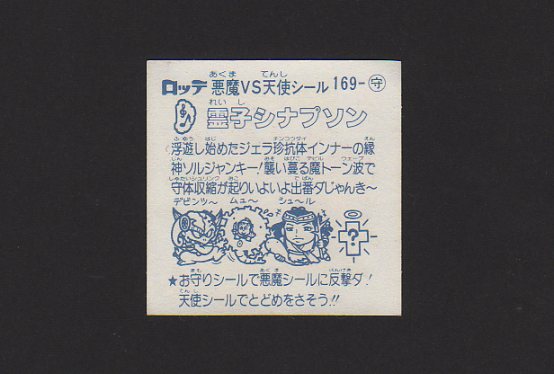 ロッテ 悪魔VS天使シール 169-守
霊子シナプソン
浮遊し始めたジェラ珍抗体インナーの縁
神ソルジャンキー!襲い蔓る魔トーン波で
守体収縮が起りいよいよ出番ダじゃんき〜
デビンツ〜 ムュ〜 シュ〜ル
?
★お守りシールで悪魔シールに反撃ダ!
天使シールでとどめをさそう!!